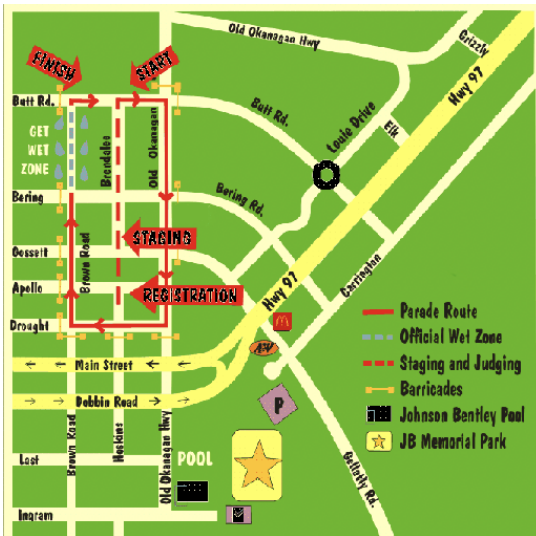 Old Okanagan Hwy
Grizzly
FINISH
START
Hwy 97
Butt Rd.
Butt Rd.
Louie Drive
Elk
GET
WET
ZONE
Brendalee
Old Okanagan
Bering
Bering Rd.
STAGING
Gossett
Brown Road
Carrington
Apollo
REGISTRATION
Hwy 97
Drought
Parade Route
Official Wet Zone
Staging and Judging
Barricades
Johnson Bentley Pool
JB Memorial Park
Main Street
A&W
Dobbin Road
P
Brown Road
Hoskins
Old Okanagan Hwy
Last
POOL
Gellatly Rd.
Ingram